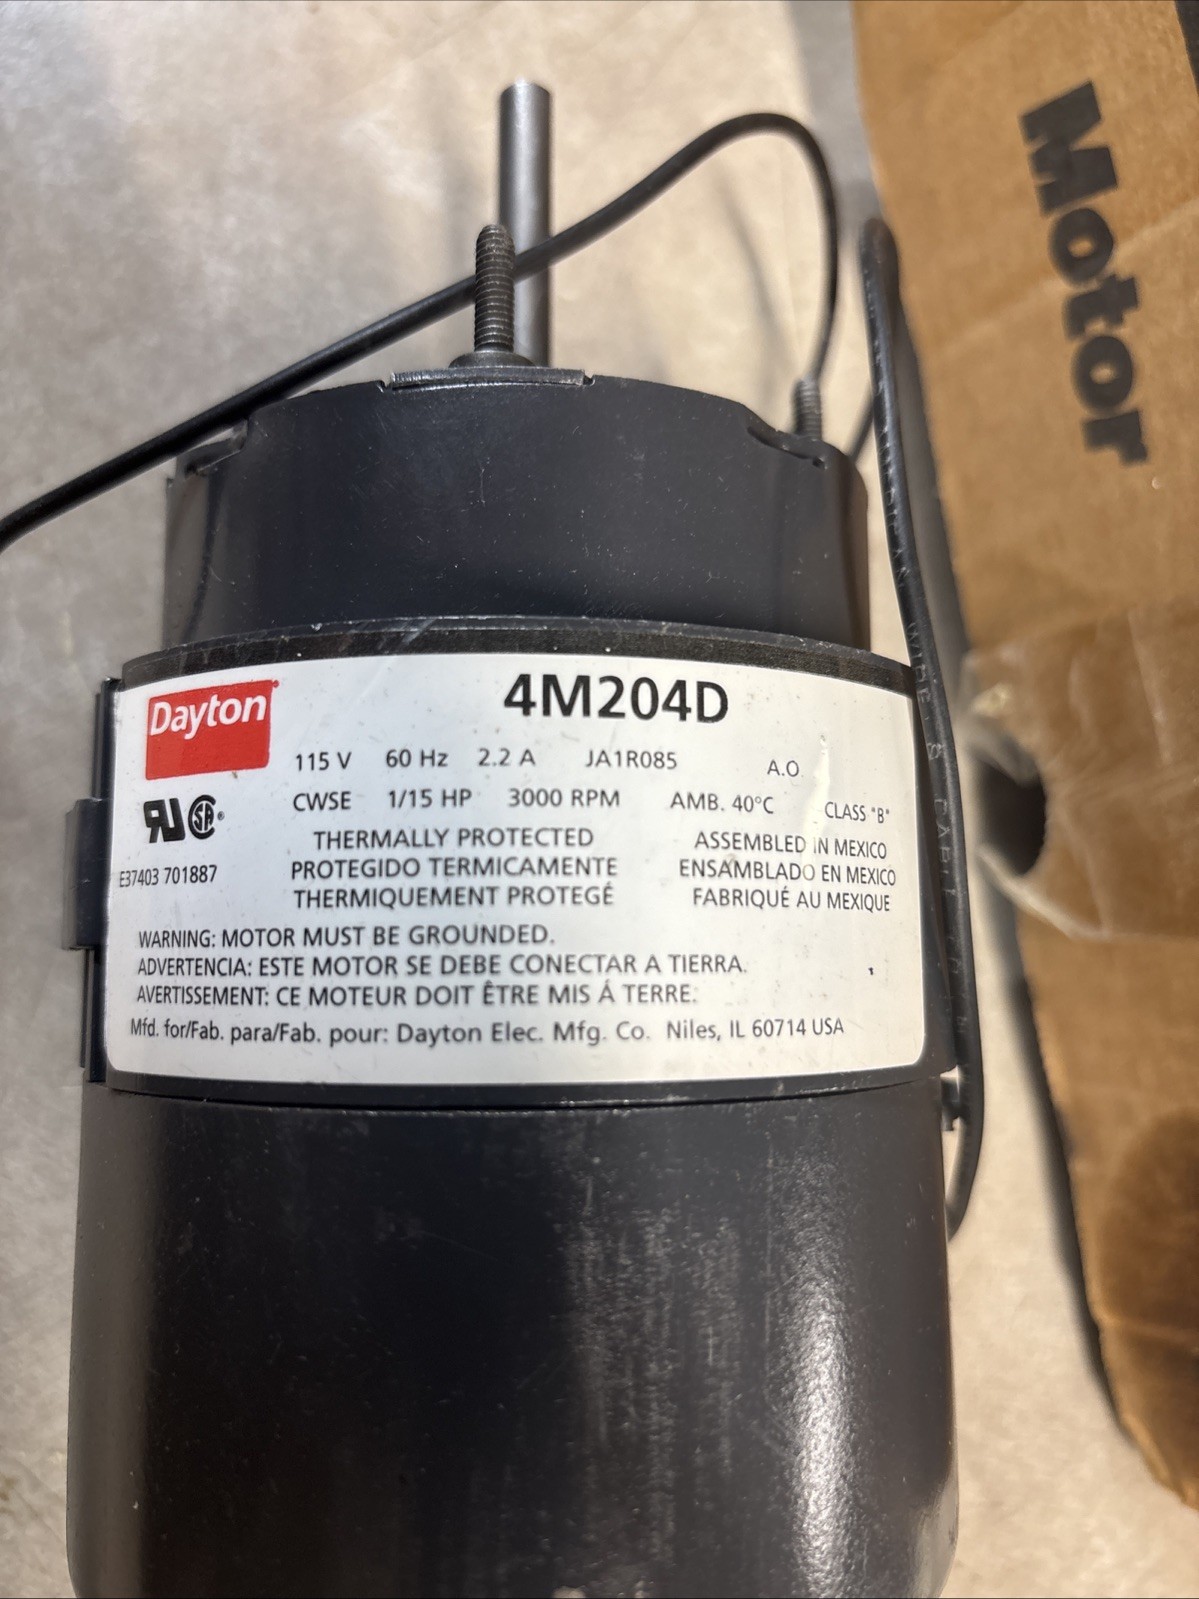 Motor
Dayton
4M204D
115 V 60 Hz 2.2 A JA1R085 A.O
CWSE 1/15 HP 3000 RPM AMB. 40°C CLASS "B"
THERMALLY PROTECTED ASSEMBLED IN MEXICO
PROTEGIDO TERMICAMENTE ENSAMBLADO EN MEXICO
THERMIQUEMENT PROTEGÉ FABRIQUÉ AU MEXIQUE
E37403 701887
WARNING: MOTOR MUST BE GROUNDED.
ADVERTENCIA: ESTE MOTOR SE DEBE CONECTAR A TIERRA.
AVERTISSEMENT: CE MOTEUR DOIT ÊTRE MIS Á TERRE.
Mfd. for/Fab. para/Fab. pour: Dayton Elec. Mfg. Co. Niles, IL 60714 USA
WIRE & CABLE